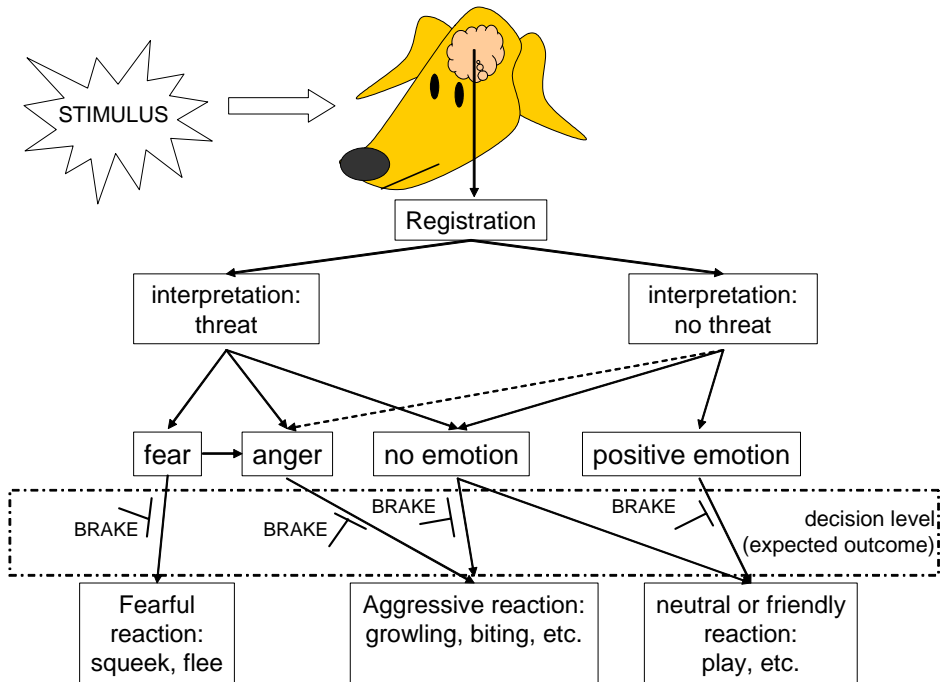 STIMULUS
Registration
interpretation:
threat
interpretation:
no threat
fear
anger
no emotion
positive emotion
BRAKE
BRAKE
BRAKE
BRAKE
decision level
(expected outcome)
Fearful
reaction:
squeek, flee
Aggressive reaction:
growling, biting, etc.
neutral or friendly
reaction:
play, etc.